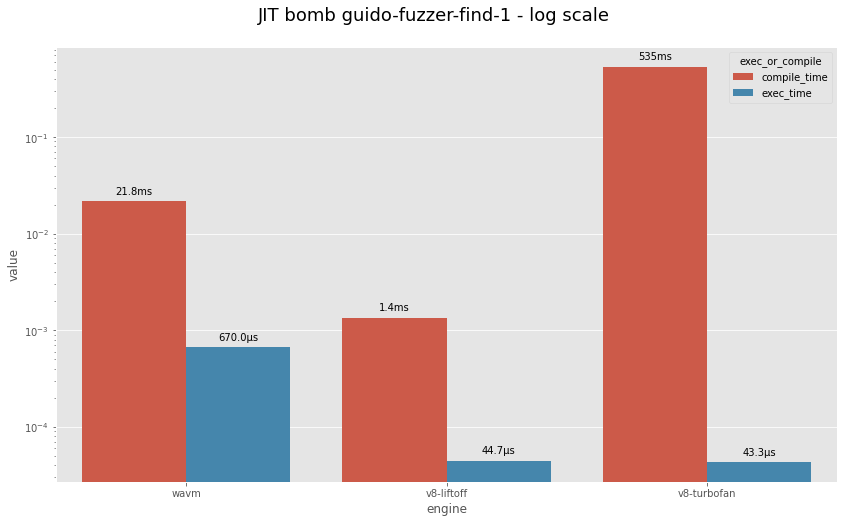 JIT bomb guido-fuzzer-find-1 - log scale
535ms
exec_or_compile
compile_time
exec_time
10⁻¹
21.8ms
10⁻²
value
1.4ms
10⁻³
670.0µs
10⁻⁴
44.7µs
43.3µs
wavm
v8-liftoff
v8-turbofan
engine